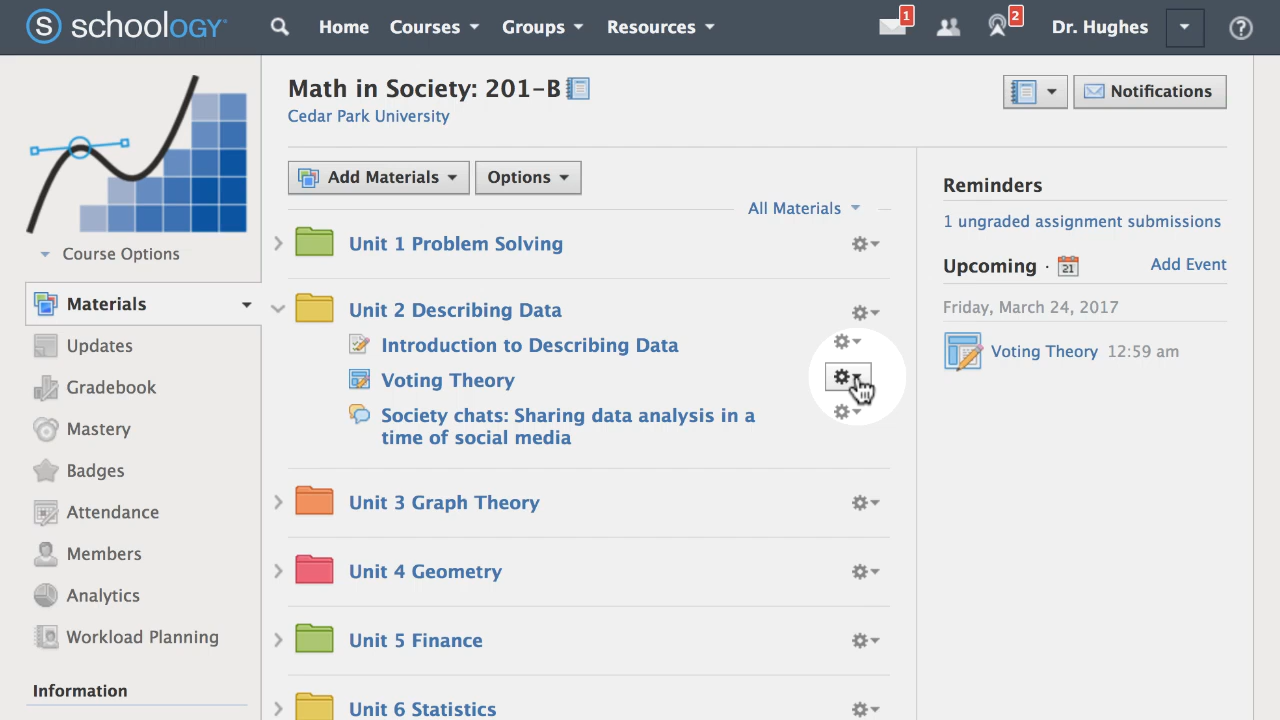 schoology
Home
Courses
Groups
Resources
1
2
Dr. Hughes
Math in Society: 201-B
Cedar Park University
Notifications
Add Materials
Options
All Materials
Course Options
Materials
Updates
Gradebook
Mastery
Badges
Attendance
Members
Analytics
Workload Planning
Information
Unit 1 Problem Solving
Unit 2 Describing Data
Introduction to Describing Data
Voting Theory
Society chats: Sharing data analysis in a
time of social media
Unit 3 Graph Theory
Unit 4 Geometry
Unit 5 Finance
Unit 6 Statistics
Reminders
1 ungraded assignment submissions
Upcoming · 21
Add Event
Friday, March 24, 2017
Voting Theory 12:59 am